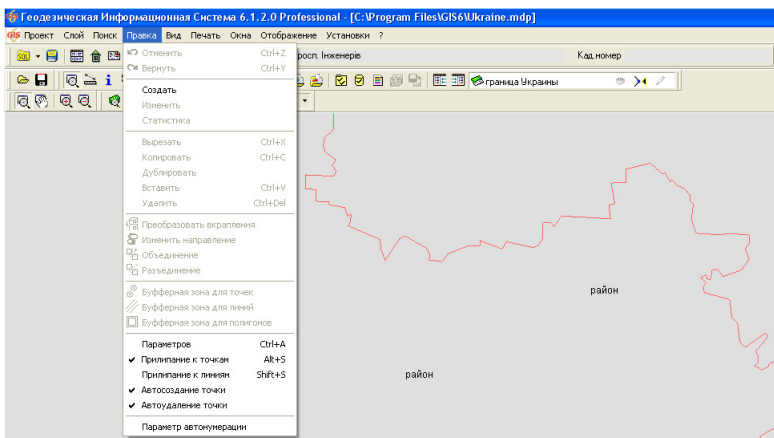 Геодезическая Информационная Система 6.1.2.0 Professional - [C:\Program Files\GIS6\Ukraine.mdp]
GIS Проект Слой Поиск Правка Вид Печать Окна Отображение Установки ?
Отменить Ctrl+Z
росп. Інженерів Кад.номер
Вернуть Ctrl+Y
граница Украины
Создать
Изменить
Статистика
Вырезать Ctrl+X
Копировать Ctrl+C
Дублировать
Вставить Ctrl+V
Удалить Ctrl+Del
Преобразовать вкрапления
Изменить направление
Объединение
Разъединение
Буфферная зона для точек
район
Буфферная зона для линий
Буфферная зона для полигонов
Параметров Ctrl+A
Прилипание к точкам Alt+S
Прилипание к линиям Shift+S
район
Автосоздание точки
Автоудаление точки
Параметр автонумерации